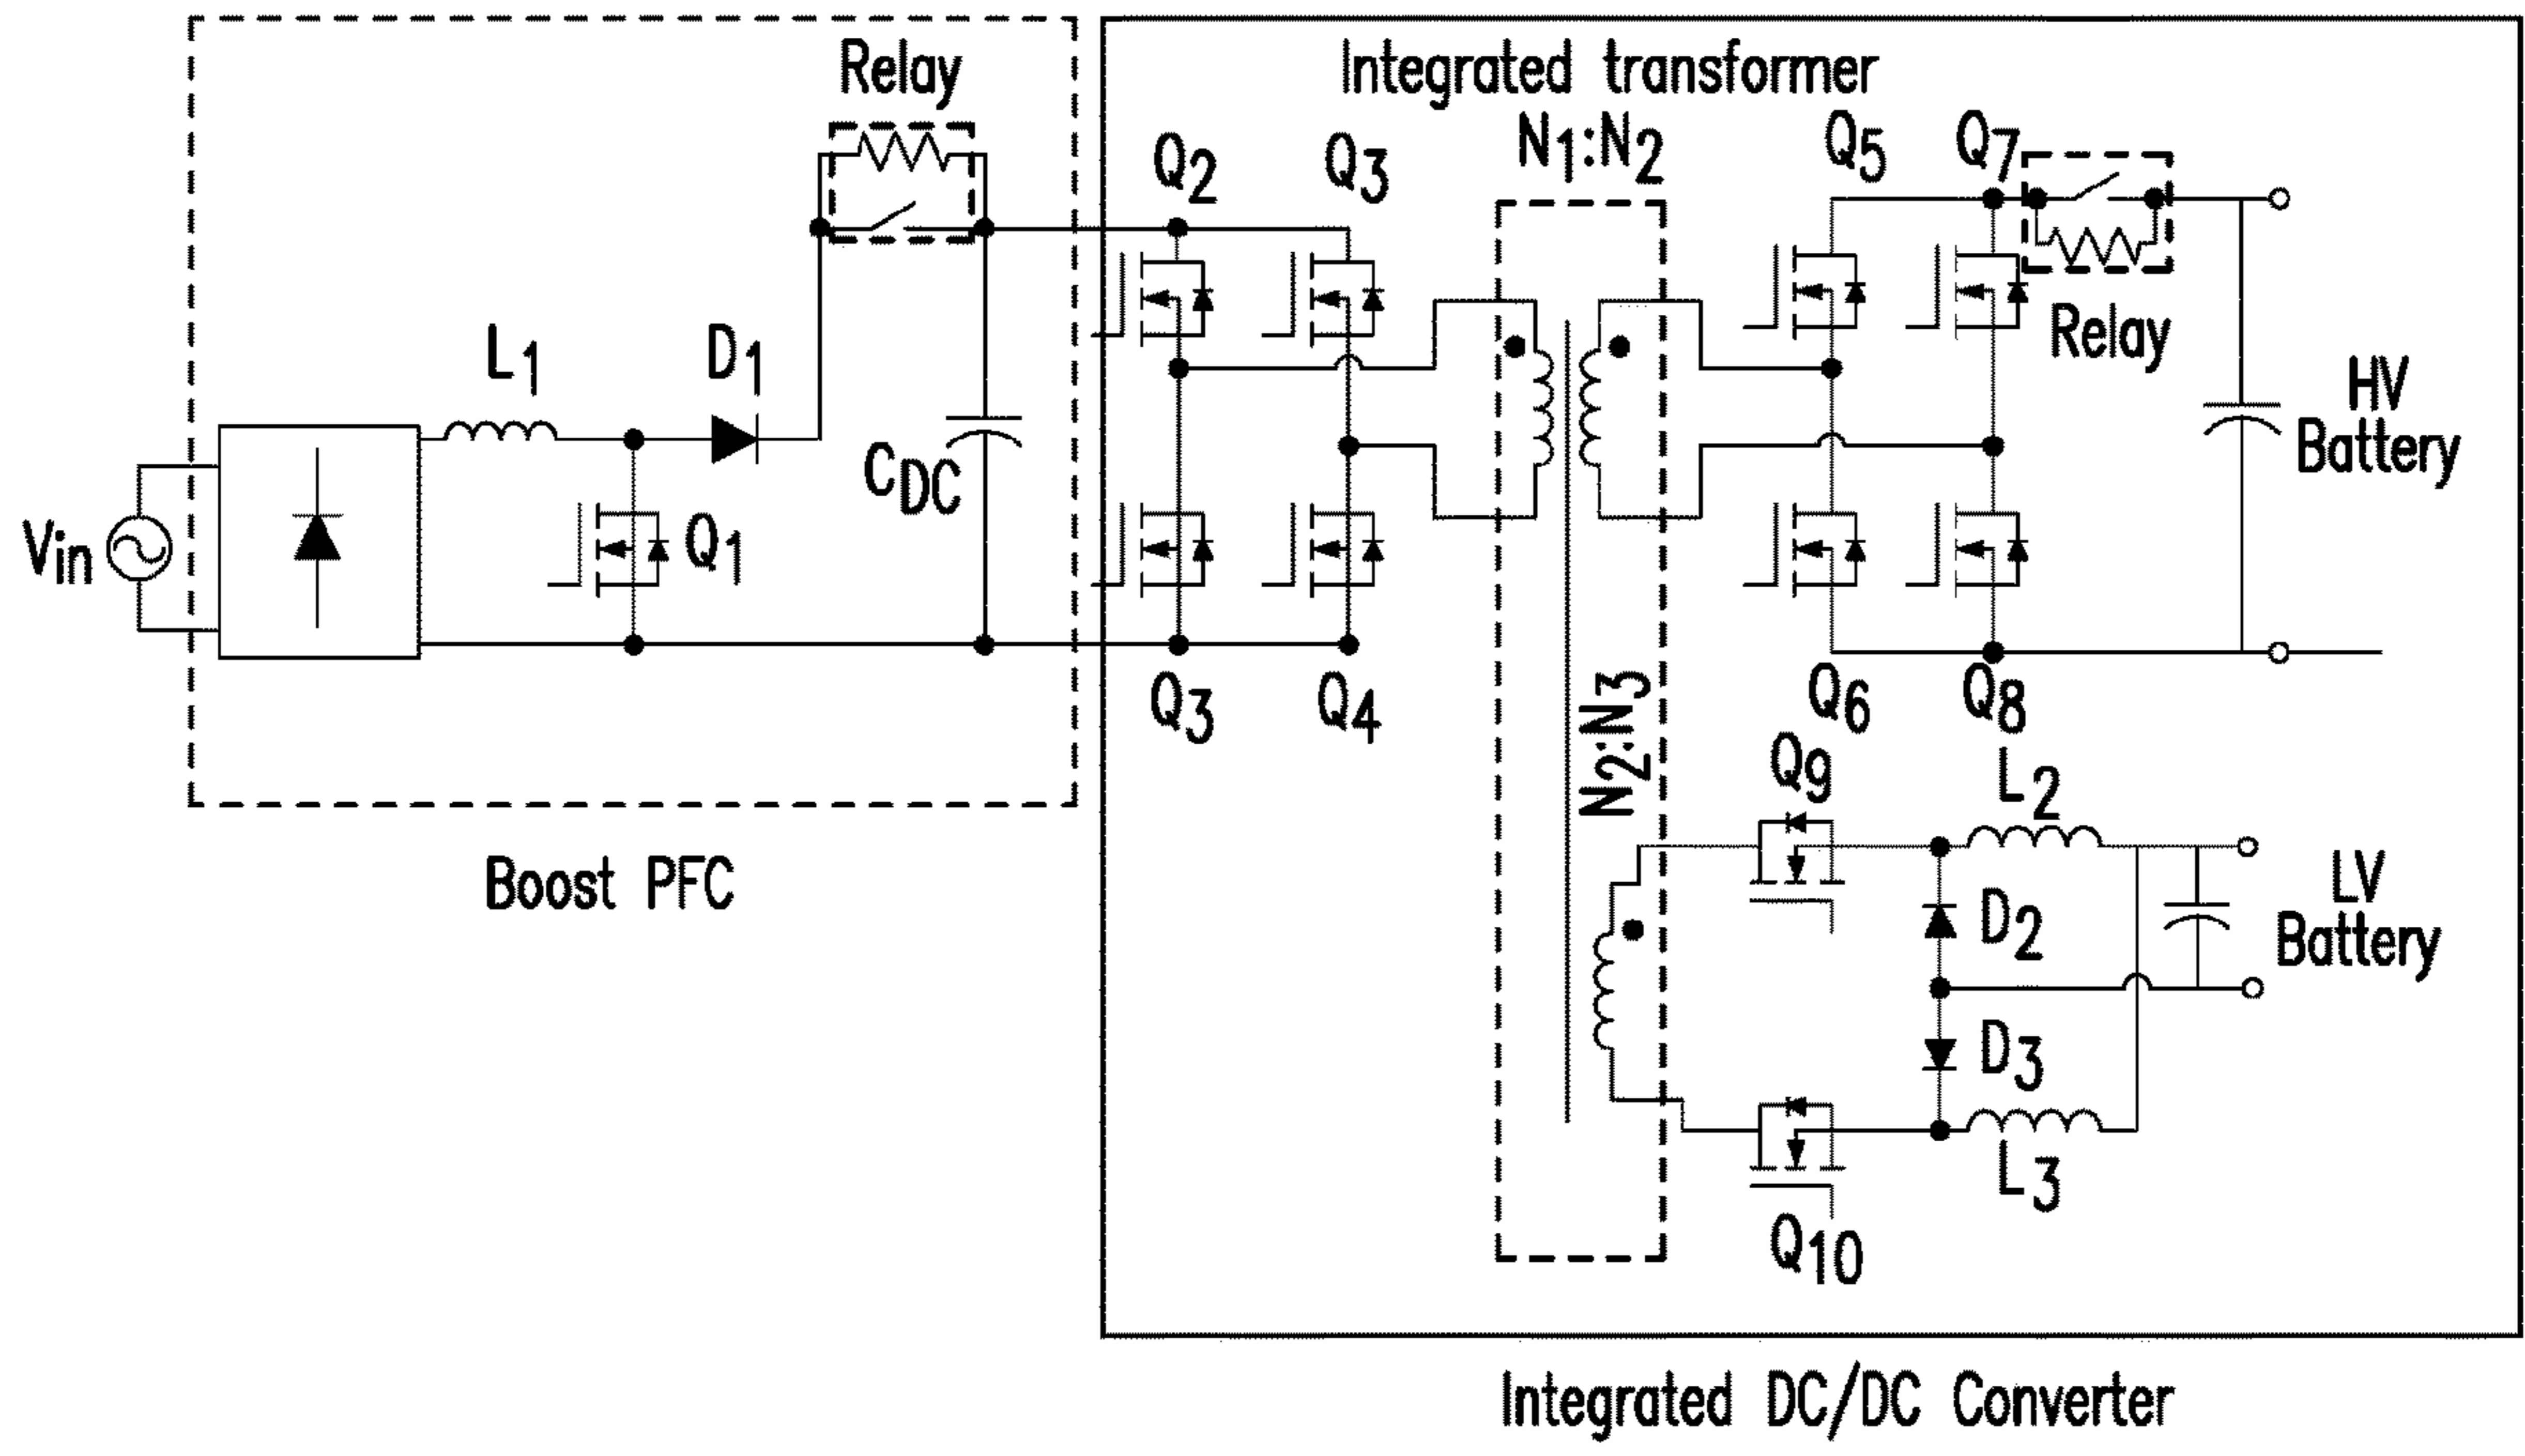 Relay
Integrated transformer
N1:N2
Q2
Q3
Q5
Q7
Relay
L1
D1
CDC
HV
Battery
Vin
Q1
Q3
Q4
N2:N3
Q6
Q8
Q9
L2
Boost PFC
D2
LV
Battery
D3
L3
Q10
Integrated DC/DC Converter